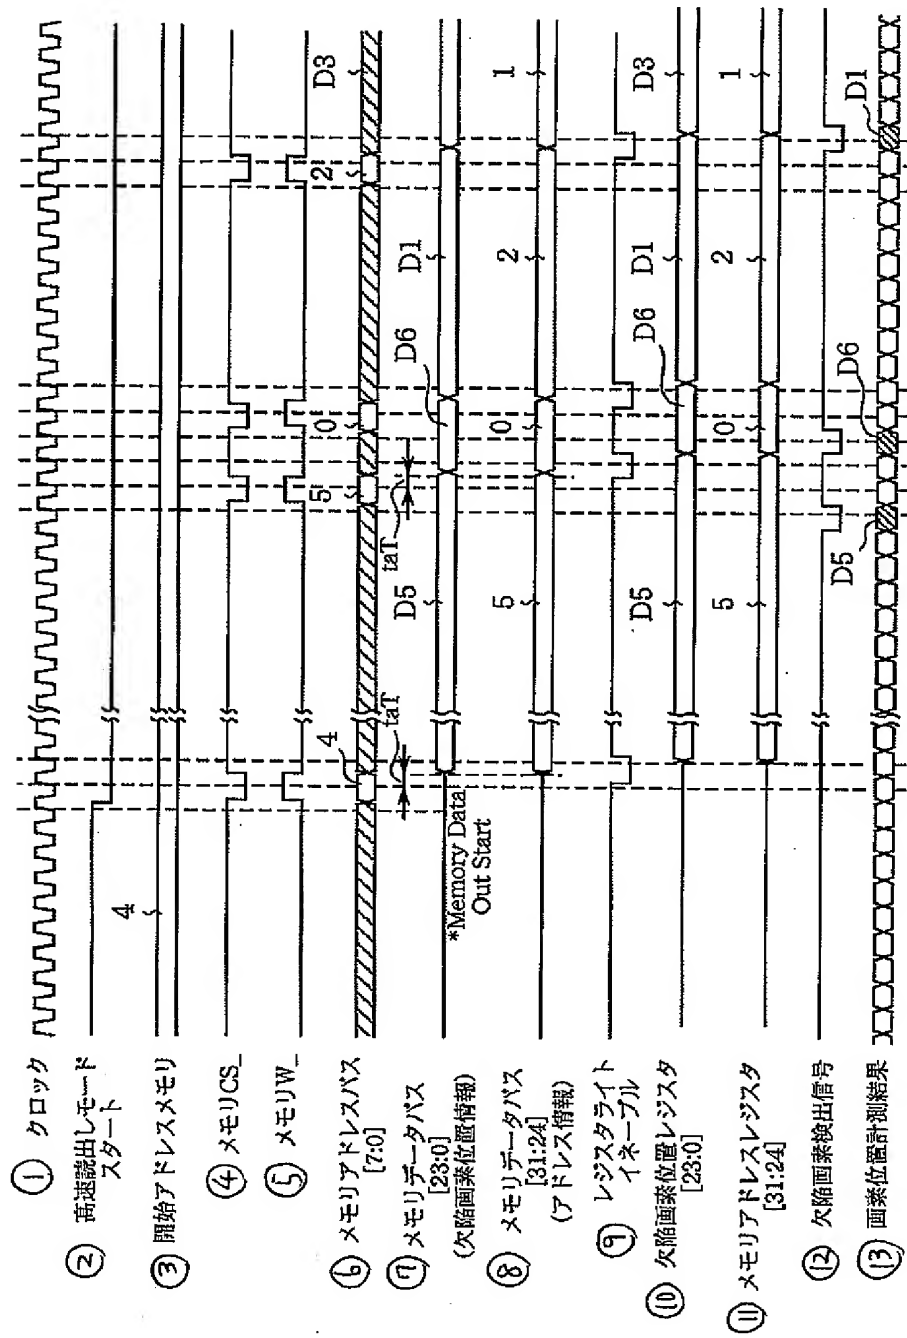 ① クロック
② 高速読出しモード
スタート
③ 開始アドレスメモリ
④ メモリCS_
⑤ メモリW_
⑥ メモリアドレスバス
[7:0]
⑦ メモリデータバス
[23:0]
(欠陥画素位置情報)
⑧ メモリデータバス
[31:24]
(アドレス情報)
⑨ レジスタライト
イネーブル
⑩ 欠陥画素位置レジスタ
[23:0]
⑪ メモリアドレスレジスタ
[31:24]
⑫ 欠陥画素検出信号
⑬ 画素位置計測結果
4
4 5 0 2 D3
taT taT
*Memory Data
Out Start
D5 D6 D1
5 0 2 1
D5 D6 D1 D3
5 0 2 1
D5 D6 D1